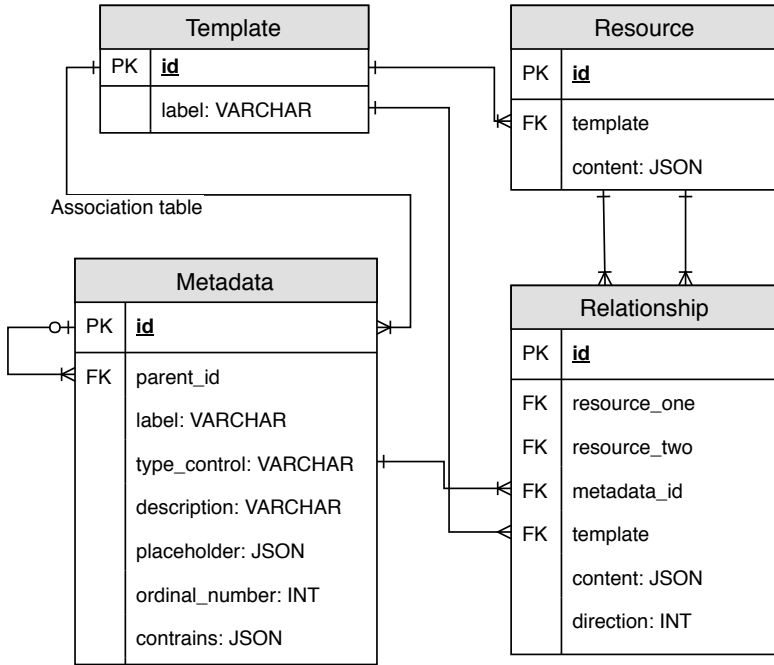 Template
PK id
label: VARCHAR
Resource
PK id
FK template
content: JSON
Association table
Metadata
PK id
FK parent_id
label: VARCHAR
type_control: VARCHAR
description: VARCHAR
placeholder: JSON
ordinal_number: INT
contrains: JSON
Relationship
PK id
FK resource_one
FK resource_two
FK metadata_id
FK template
content: JSON
direction: INT